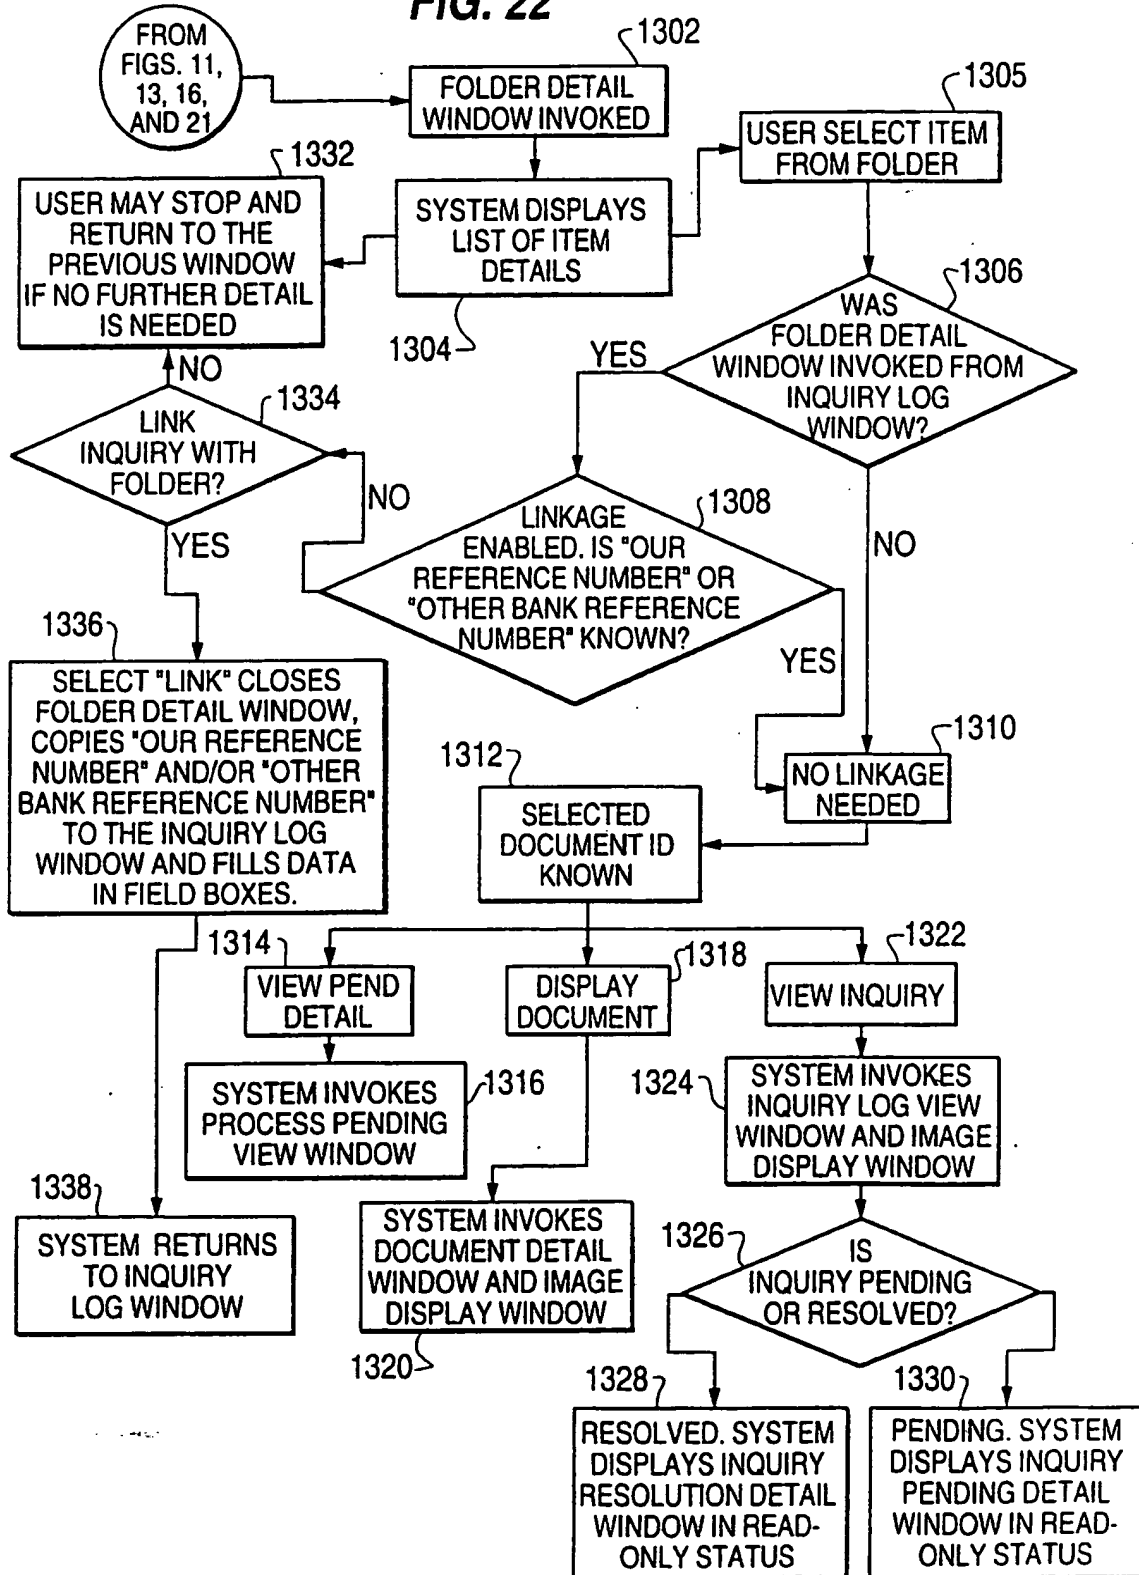 FIG. 22
FROM
FIGS. 11,
13, 16,
AND 21
1302
FOLDER DETAIL
WINDOW INVOKED
1305
USER SELECT ITEM
FROM FOLDER
1332
USER MAY STOP AND
RETURN TO THE
PREVIOUS WINDOW
IF NO FURTHER DETAIL
IS NEEDED
SYSTEM DISPLAYS
LIST OF ITEM
DETAILS
1304
1306
WAS
FOLDER DETAIL
WINDOW INVOKED FROM
INQUIRY LOG
WINDOW?
YES
NO
NO
1334
LINK
INQUIRY WITH
FOLDER?
NO
YES
1308
LINKAGE
ENABLED. IS "OUR
REFERENCE NUMBER" OR
"OTHER BANK REFERENCE
NUMBER" KNOWN?
YES
1336
SELECT "LINK" CLOSES
FOLDER DETAIL WINDOW,
COPIES "OUR REFERENCE
NUMBER" AND/OR "OTHER
BANK REFERENCE NUMBER"
TO THE INQUIRY LOG
WINDOW AND FILLS DATA
IN FIELD BOXES.
1310
NO LINKAGE
NEEDED
1312
SELECTED
DOCUMENT ID
KNOWN
1314
VIEW PEND
DETAIL
1318
DISPLAY
DOCUMENT
1322
VIEW INQUIRY
1316
SYSTEM INVOKES
PROCESS PENDING
VIEW WINDOW
1324
SYSTEM INVOKES
INQUIRY LOG VIEW
WINDOW AND IMAGE
DISPLAY WINDOW
1338
SYSTEM RETURNS
TO INQUIRY
LOG WINDOW
SYSTEM INVOKES
DOCUMENT DETAIL
WINDOW AND IMAGE
DISPLAY WINDOW
1320
1326
IS
INQUIRY PENDING
OR RESOLVED?
1328
RESOLVED. SYSTEM
DISPLAYS INQUIRY
RESOLUTION DETAIL
WINDOW IN READ-
ONLY STATUS
1330
PENDING. SYSTEM
DISPLAYS INQUIRY
PENDING DETAIL
WINDOW IN READ-
ONLY STATUS